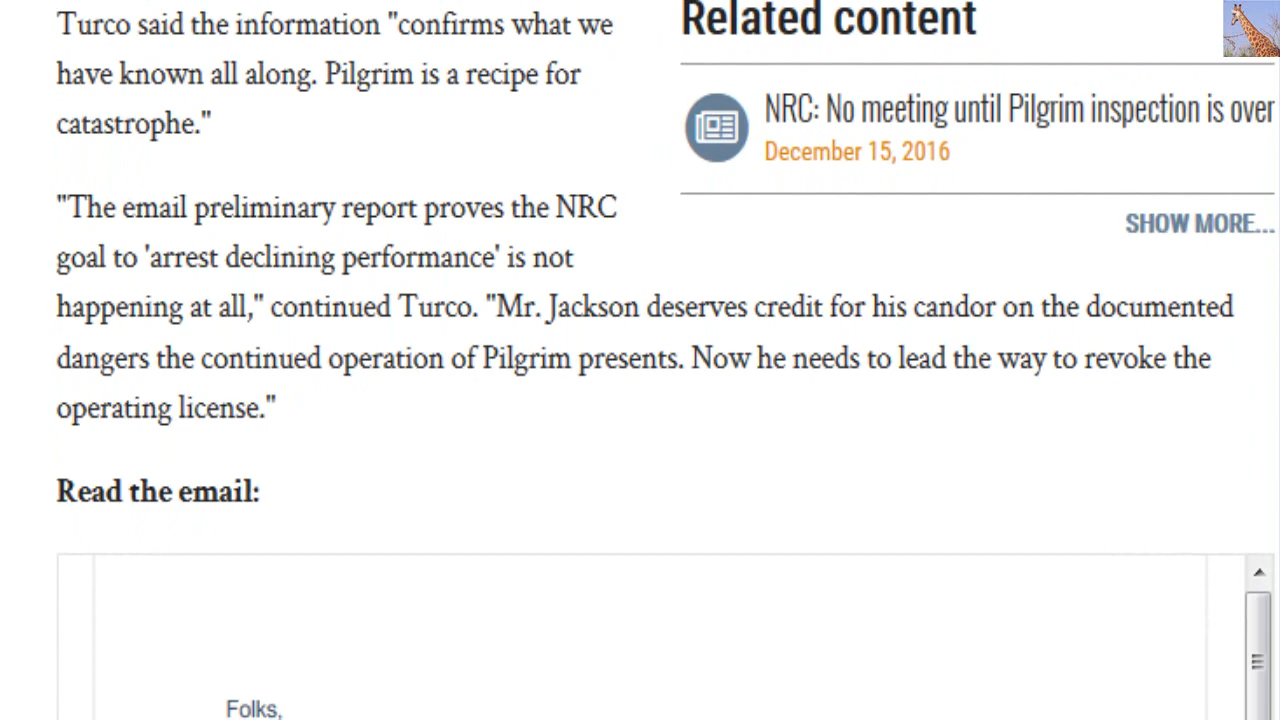 Turco said the information "confirms what we
have known all along. Pilgrim is a recipe for
catastrophe."
Related content
NRC: No meeting until Pilgrim inspection is over
December 15, 2016
SHOW MORE...
"The email preliminary report proves the NRC
goal to 'arrest declining performance' is not
happening at all," continued Turco. "Mr. Jackson deserves credit for his candor on the documented
dangers the continued operation of Pilgrim presents. Now he needs to lead the way to revoke the
operating license."
Read the email:
Folks,